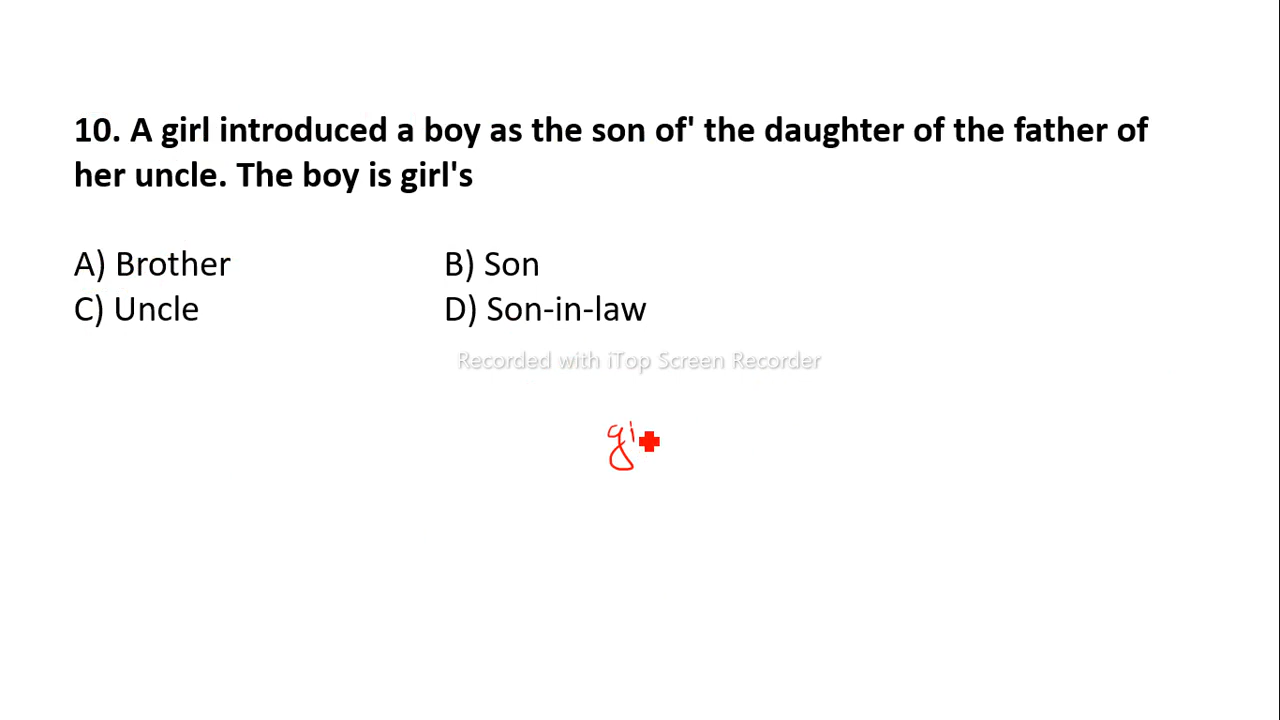 10. A girl introduced a boy as the son of' the daughter of the father of
her uncle. The boy is girl's
A) Brother B) Son
C) Uncle D) Son-in-law
Recorded with iTop Screen Recorder
gi